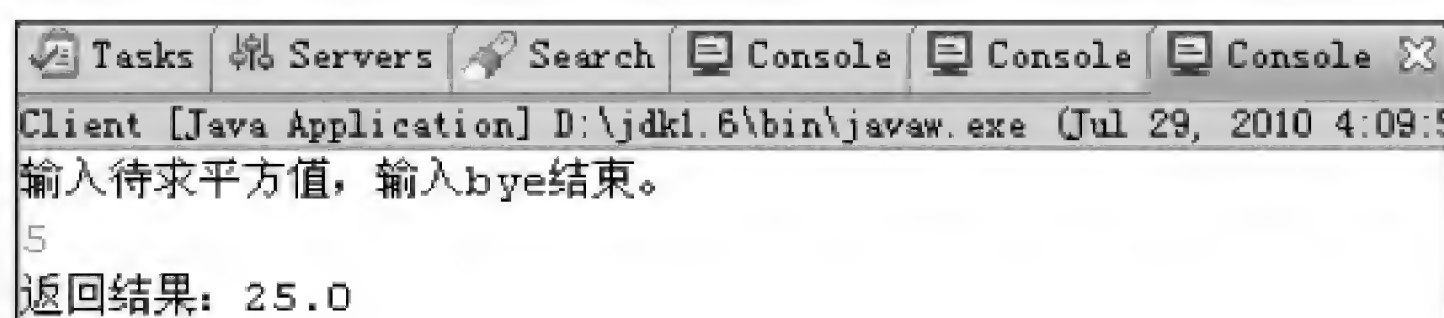 Tasks Servers Search Console Console Console
Client [Java Application] D:\jdk1.6\bin\javaw.exe (Jul 29, 2010 4:09:5
输入待求平方值，输入bye结束。
5
返回结果：25.0